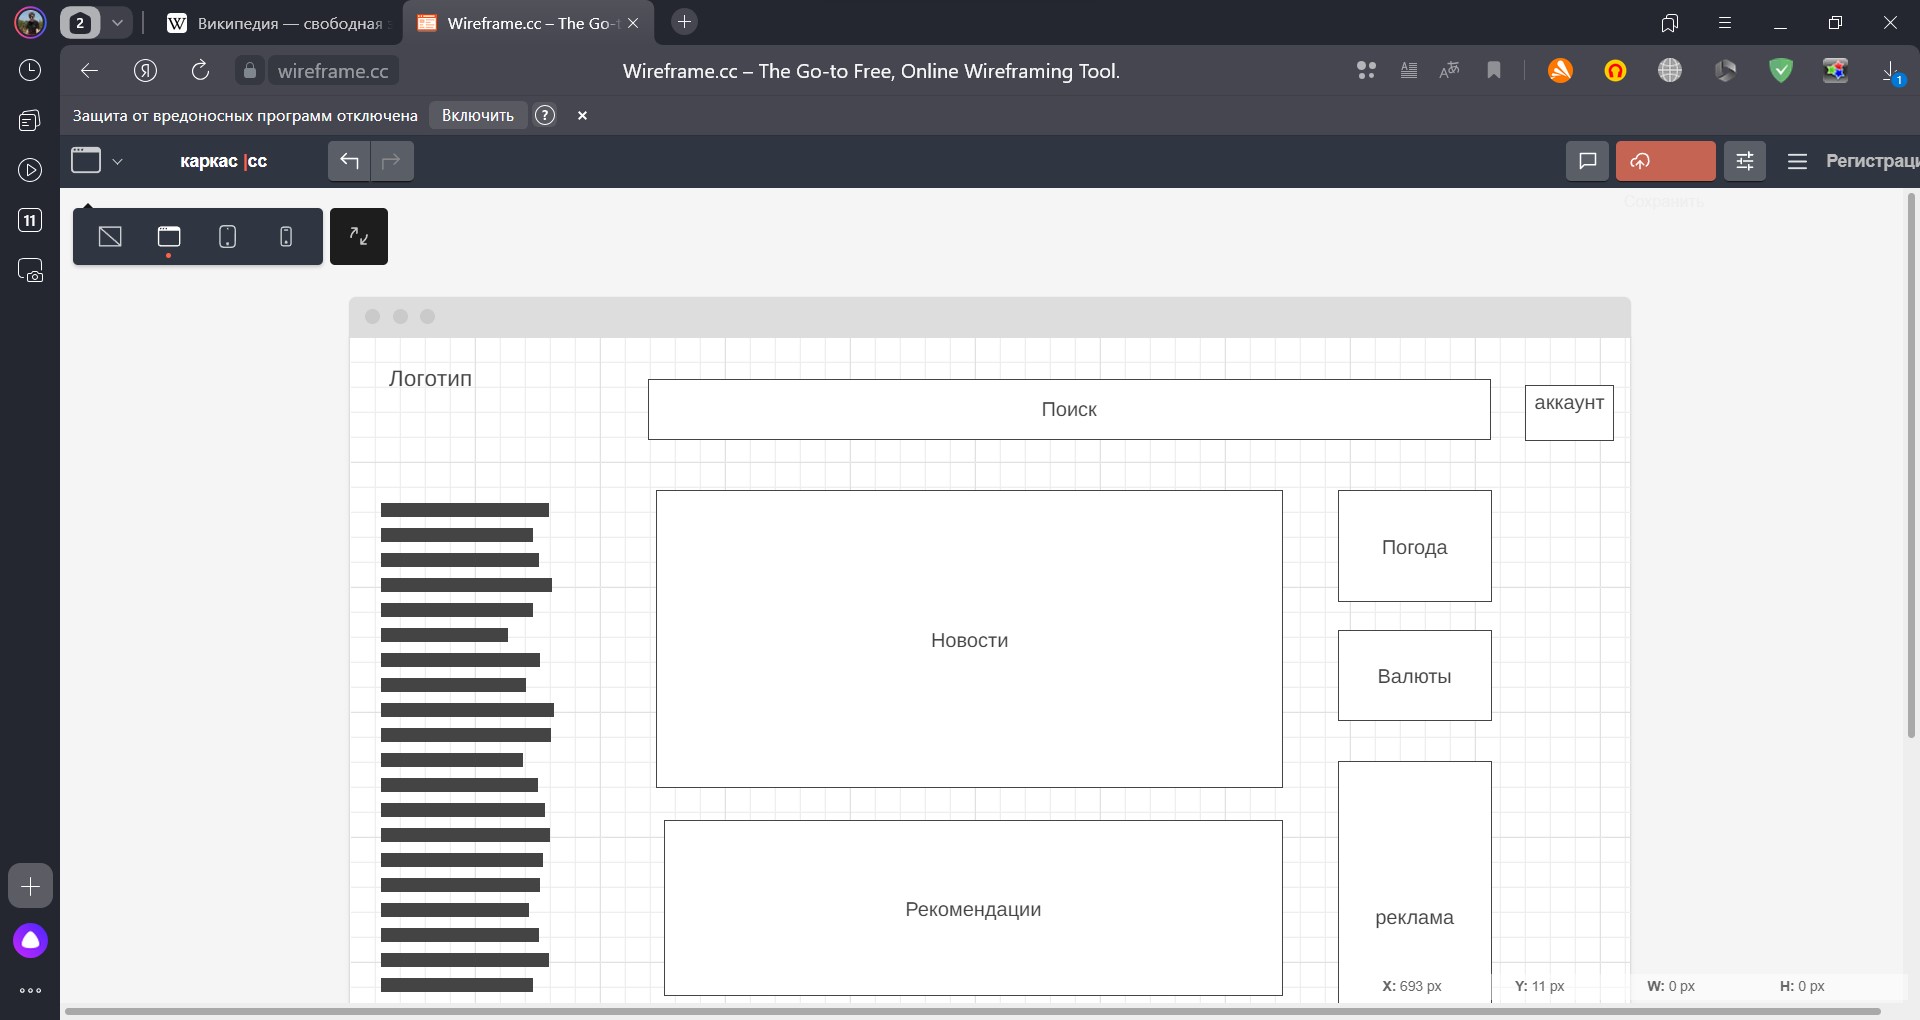 2
W
Википедия — свободная
Wireframe.cc – The Go-t
Я
wireframe.cc
Wireframe.cc – The Go-to Free, Online Wireframing Tool.
1
Защита от вредоносных программ отключена
Включить
?
каркас |cc
Регистраци
Сохранить
11
Логотип
Поиск
аккаунт
Новости
Погода
Валюты
Рекомендации
реклама
X: 693 px
Y: 11 px
W: 0 px
H: 0 px